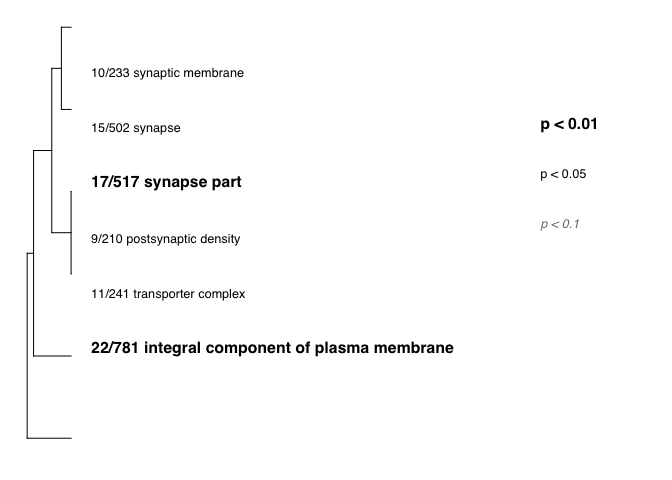 10/233 synaptic membrane
15/502 synapse
p < 0.01
p < 0.05
17/517 synapse part
p < 0.1
9/210 postsynaptic density
11/241 transporter complex
22/781 integral component of plasma membrane